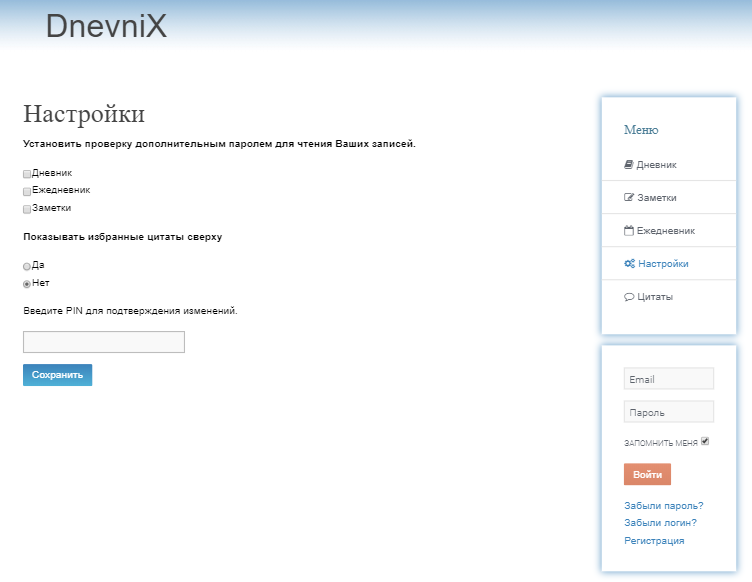 DnevniX
Настройки
Установить проверку дополнительным паролем для чтения Ваших записей.
Дневник
Ежедневник
Заметки
Показывать избранные цитаты сверху
Да
Нет
Введите PIN для подтверждения изменений.
Сохранить
Меню
Дневник
Заметки
Ежедневник
Настройки
Цитаты
Email
Пароль
ЗАПОМНИТЬ МЕНЯ
Войти
Забыли пароль?
Забыли логин?
Регистрация